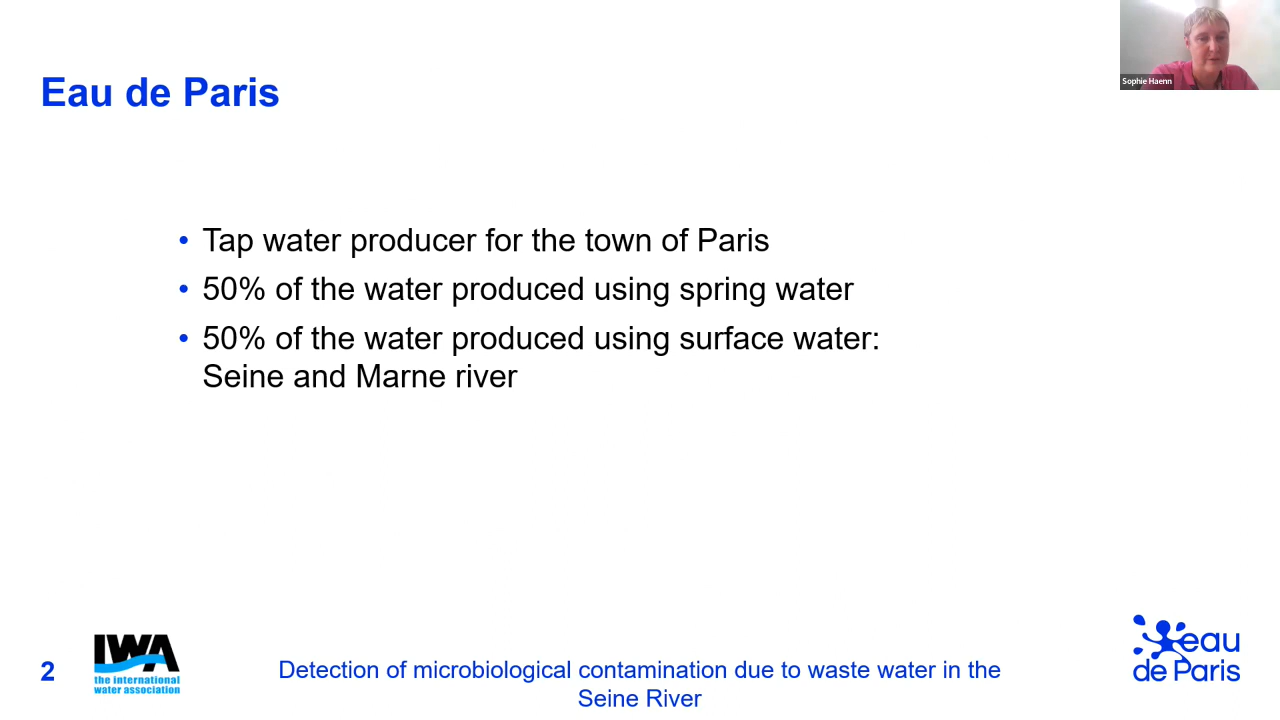 Sophie Haenn
Eau de Paris
• Tap water producer for the town of Paris
• 50% of the water produced using spring water
• 50% of the water produced using surface water:
Seine and Marne river
2
IWA
the international
water association
Detection of microbiological contamination due to waste water in the
Seine River
eau
de Paris